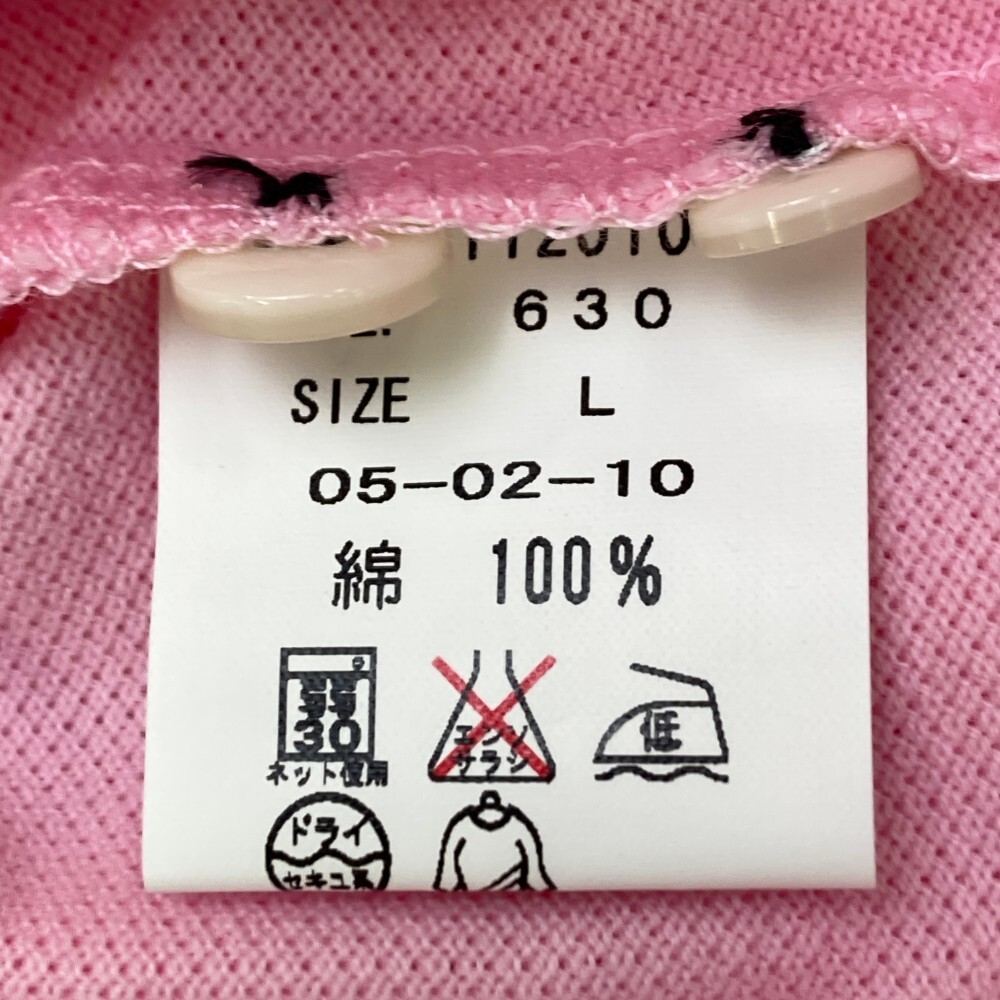 630
SIZE L
05-02-10
綿 100%
弱
30
ネット使用
エンソ
サラシ
低
ドライ
セキユ系